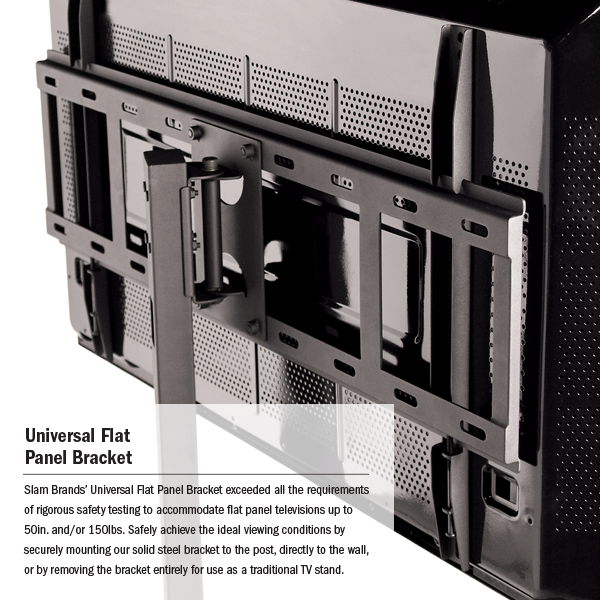 Universal Flat
Panel Bracket
Slam Brands' Universal Flat Panel Bracket exceeded all the requirements
of rigorous safety testing to accommodate flat panel televisions up to
50in. and/or 150lbs. Safely achieve the ideal viewing conditions by
securely mounting our solid steel bracket to the post, directly to the wall,
or by removing the bracket entirely for use as a traditional TV stand.